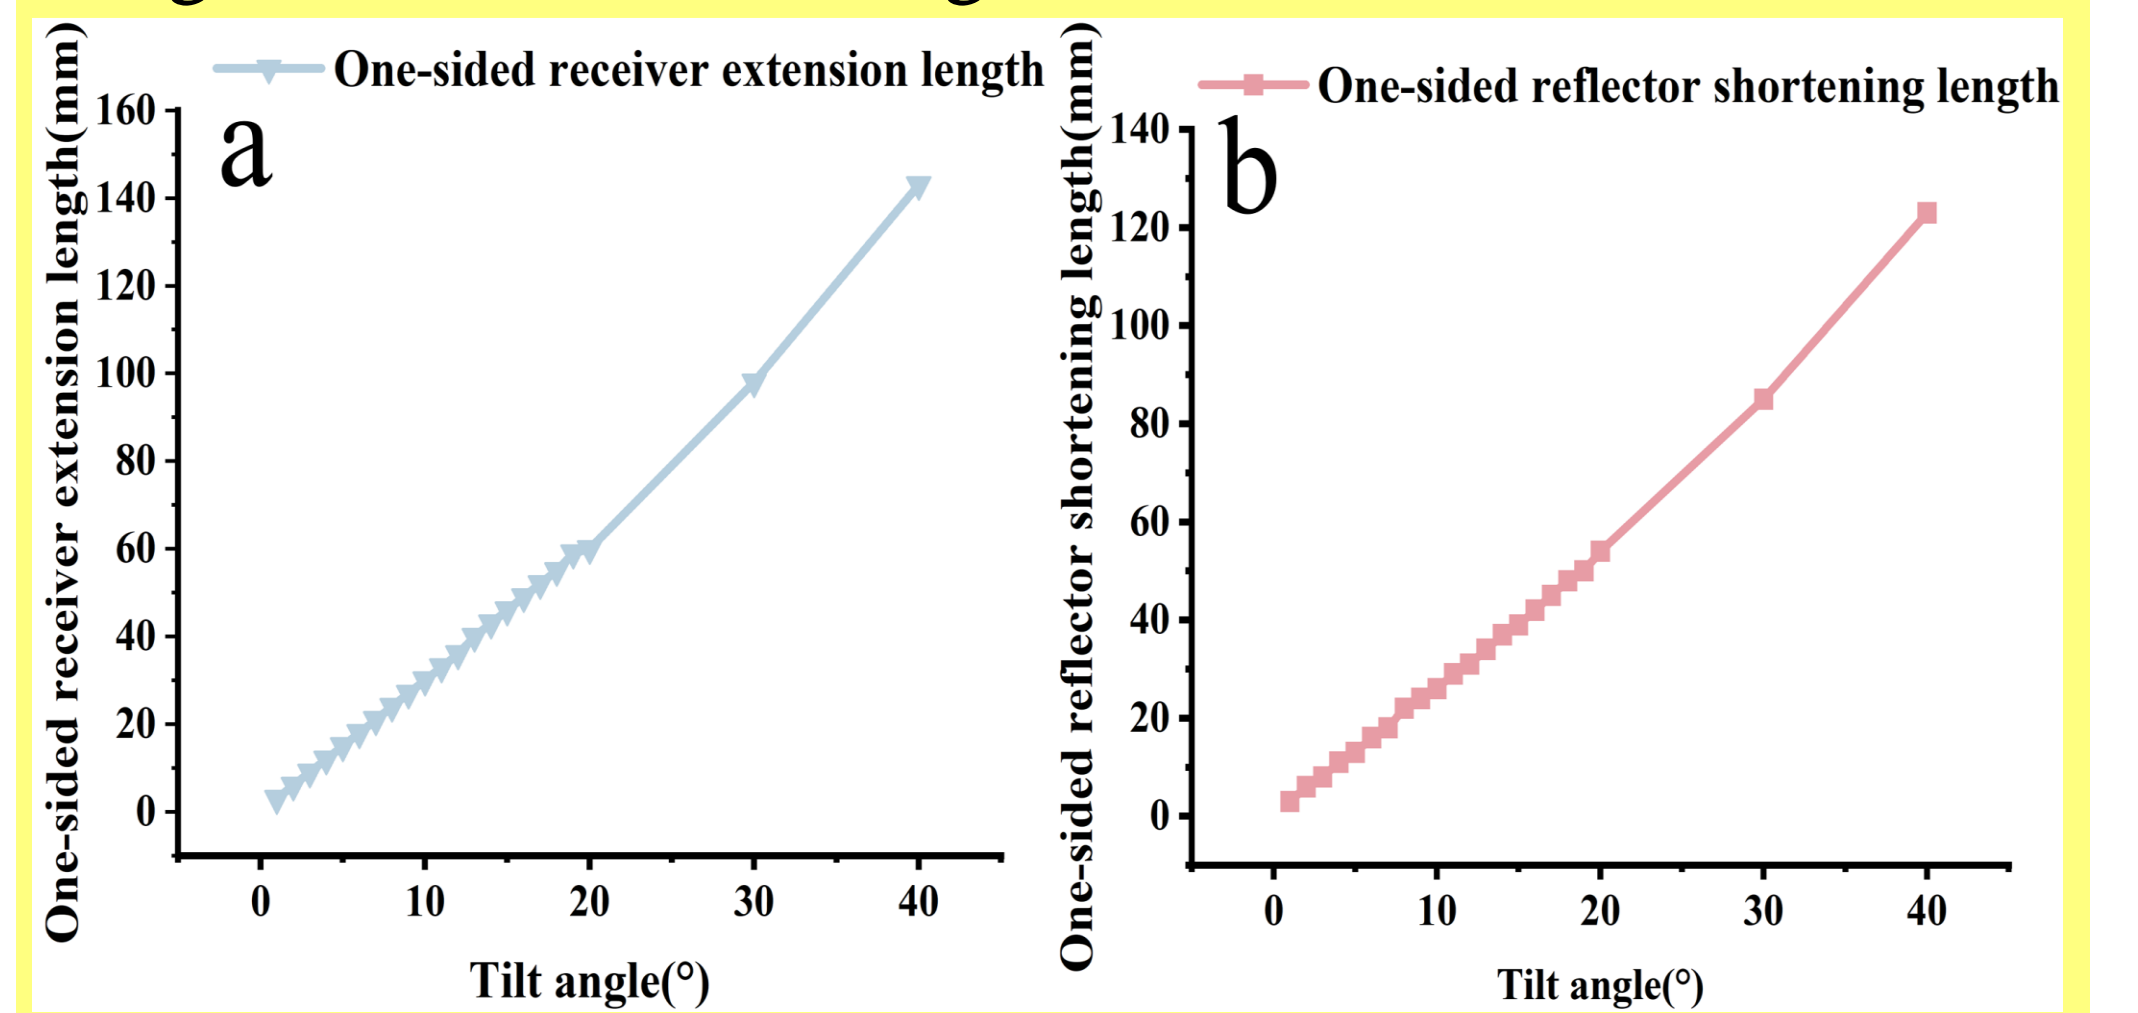 One-sided receiver extension length
a
One-sided receiver extension length(mm)
160
140
120
100
80
60
40
20
0
0 10 20 30 40
Tilt angle(°)
One-sided reflector shortening length
b
One-sided reflector shortening length(mm)
140
120
100
80
60
40
20
0
0 10 20 30 40
Tilt angle(°)